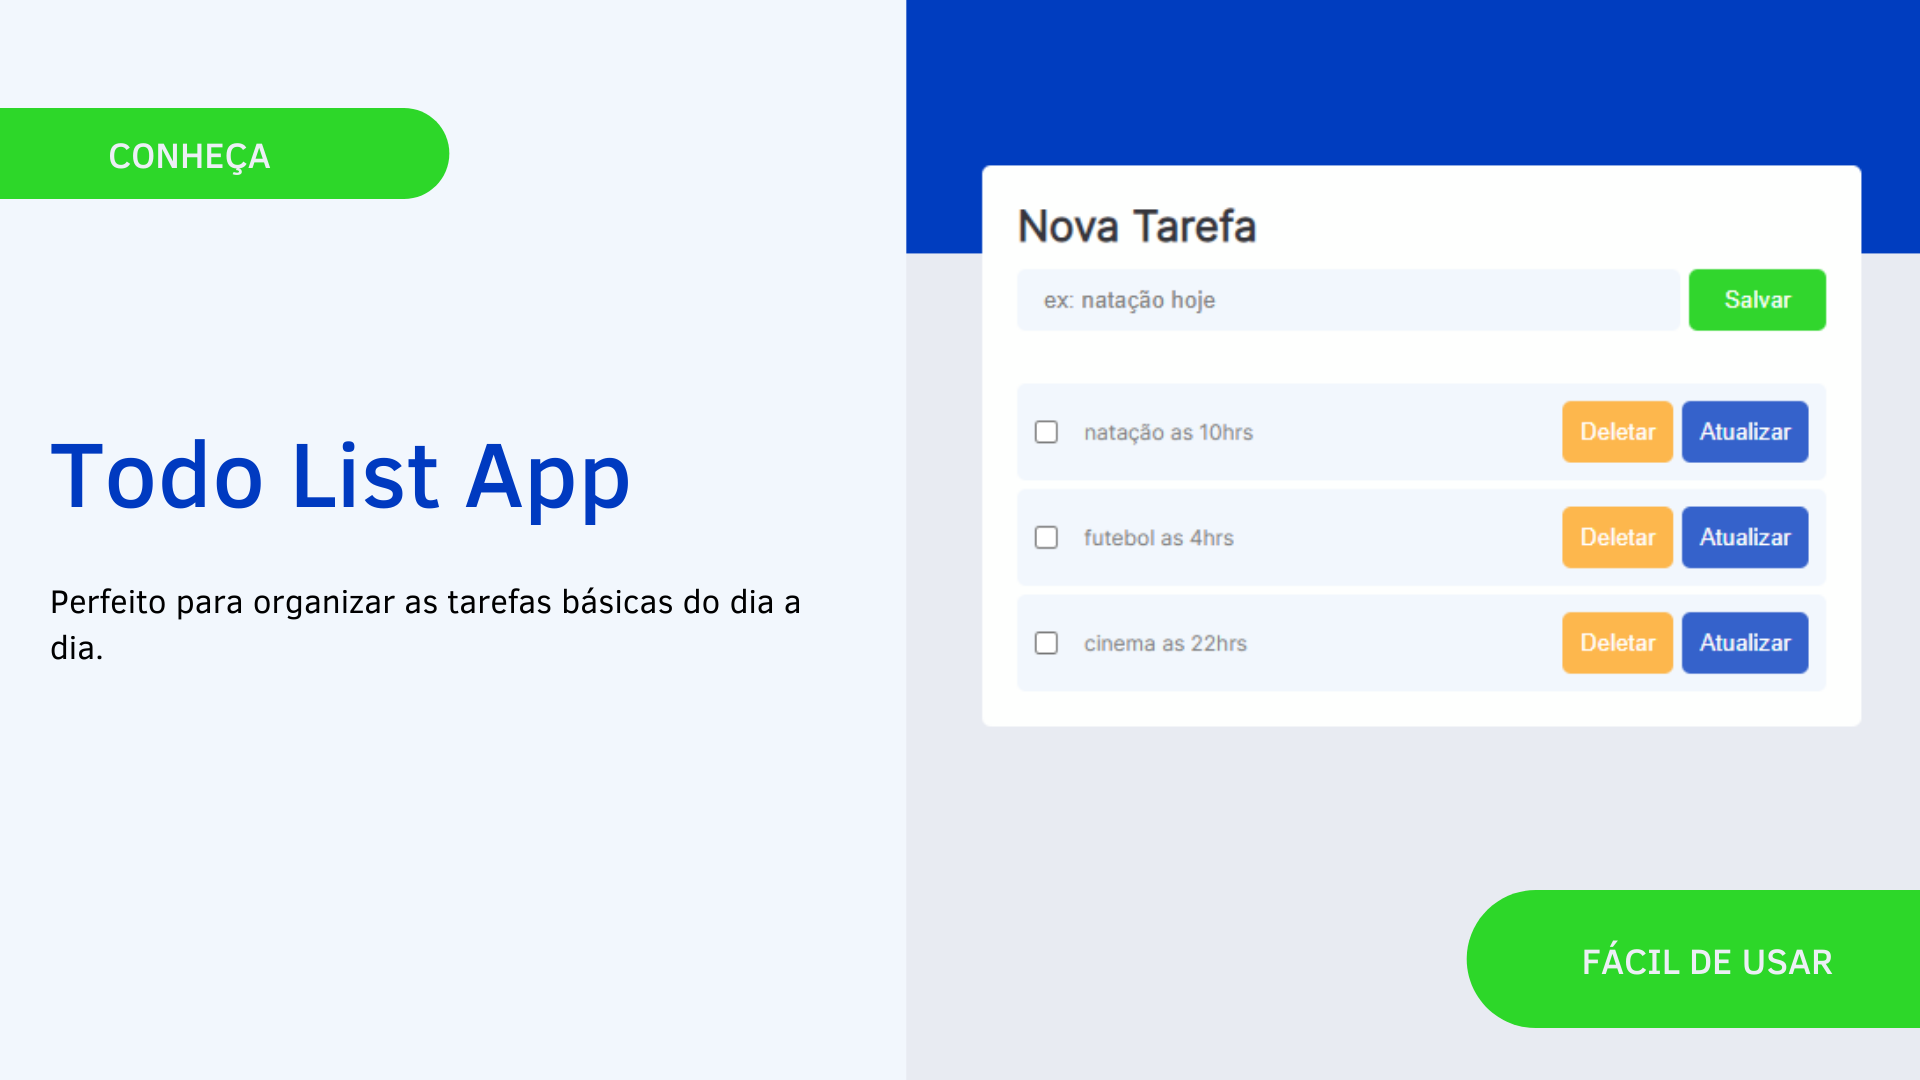 CONHEÇA
Todo List App
Perfeito para organizar as tarefas básicas do dia a
dia.
Nova Tarefa
ex: natação hoje
Salvar
natação as 10hrs
Deletar
Atualizar
futebol as 4hrs
Deletar
Atualizar
cinema as 22hrs
Deletar
Atualizar
FÁCIL DE USAR